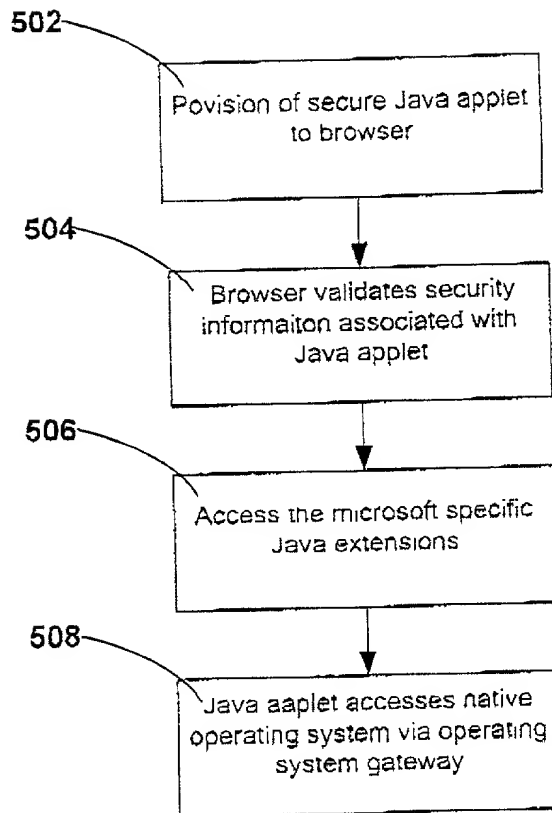 502
Povision of secure Java applet
to browser
504
Browser validates security
informaiton associated with
Java applet
506
Access the microsoft specific
Java extensions
508
Java aaplet accesses native
operating system via operating
system gateway